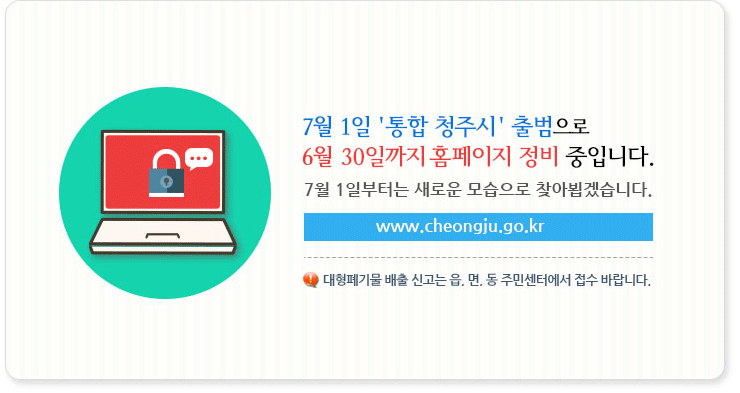 7월 1일 '통합 청주시' 출범으로
6월 30일까지 홈페이지 정비 중입니다.
7월 1일부터는 새로운 모습으로 찾아뵙겠습니다.
www.cheongju.go.kr
! 대형폐기물 배출 신고는 읍, 면, 동 주민센터에서 접수 바랍니다.